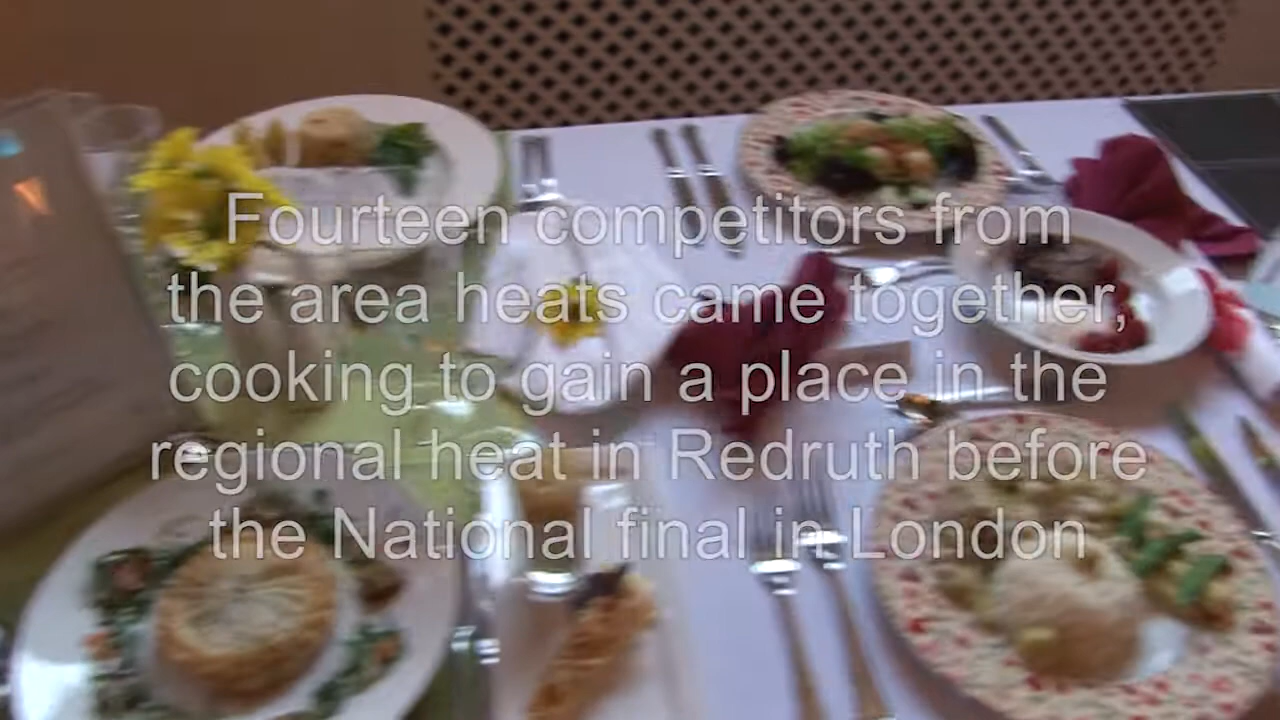 Fourteen competitors from
the area heats came together,
cooking to gain a place in the
regional heat in Redruth before
the National final in London